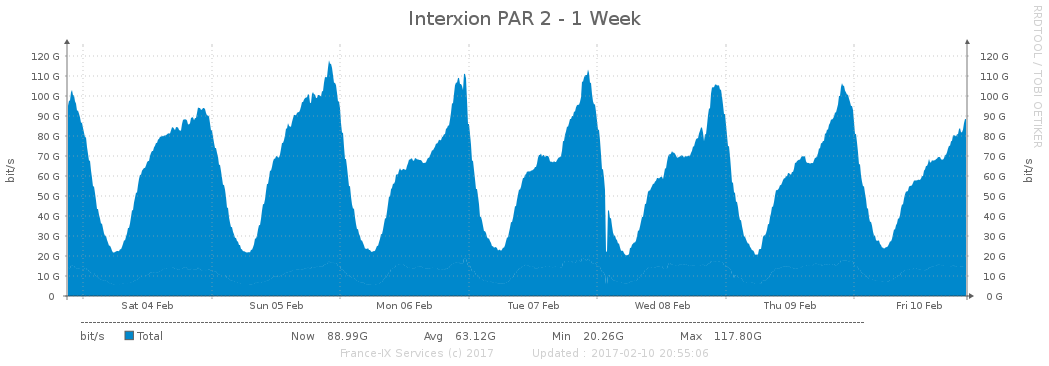 Interxion PAR 2 - 1 Week
RRDTOOL / TOBI OETIKER
120 G 120 G
110 G 110 G
100 G 100 G
90 G 90 G
80 G 80 G
70 G 70 G
60 G 60 G
50 G 50 G
40 G 40 G
30 G 30 G
20 G 20 G
10 G 10 G
0 0 G
bit/s
bit/s
Sat 04 Feb Sun 05 Feb Mon 06 Feb Tue 07 Feb Wed 08 Feb Thu 09 Feb Fri 10 Feb
bit/s Total Now 88.99G Avg 63.12G Min 20.26G Max 117.80G
France-IX Services (c) 2017 Updated : 2017-02-10 20:55:06